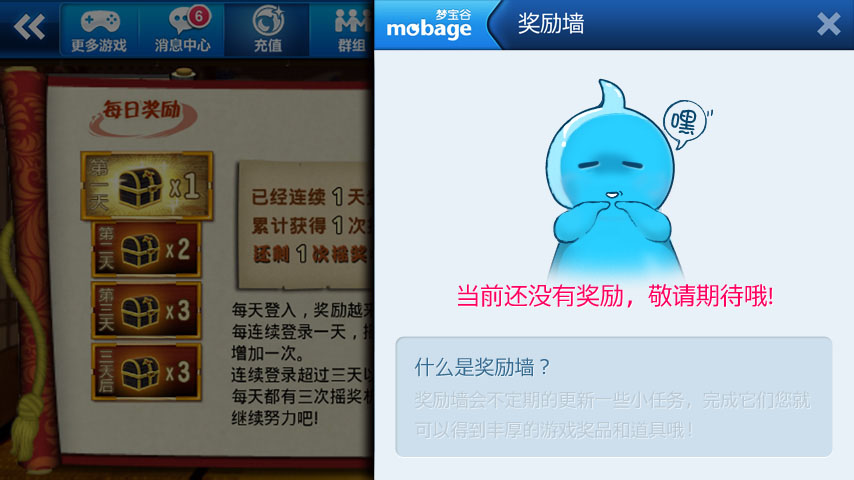 更多游戏
消息中心
6
充值
群组
梦宝谷
mobage
奖励墙
每日奖励
第一天
x1
第二天
x2
第三天
x3
三天后
x3
已经连续1天
累计获得1次
还剩1次摇奖
每天登入，奖励越来
每连续登录一天，
增加一次。
连续登录超过三天以
每天都有三次摇奖机
继续努力吧!
嘿
当前还没有奖励，敬请期待哦!
什么是奖励墙？
奖励墙会不定期的更新一些小任务，完成它们您就
可以得到丰厚的游戏奖品和道具哦！